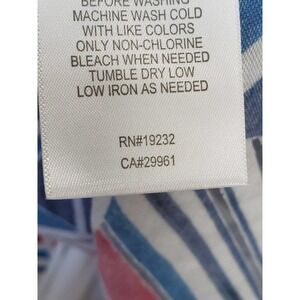 BEFORE WASHING
MACHINE WASH COLD
WITH LIKE COLORS
ONLY NON-CHLORINE
BLEACH WHEN NEEDED
TUMBLE DRY LOW
LOW IRON AS NEEDED
RN#19232
CA#29961